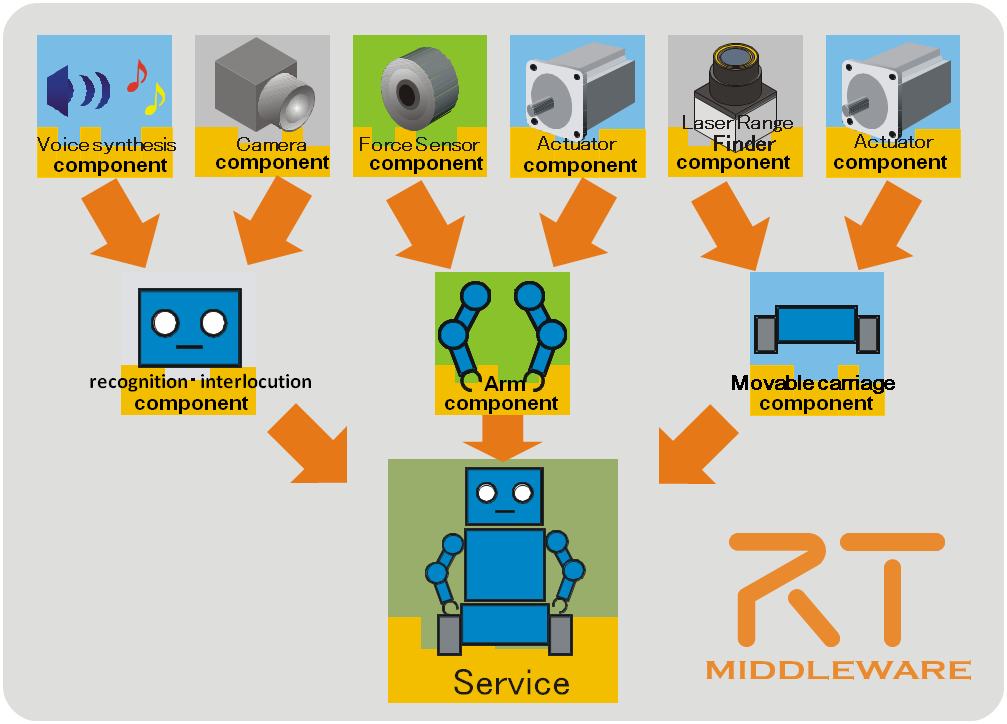 Voice synthesis
component
Camera
component
Force Sensor
component
Actuator
component
Laser Range
Finder
component
Actuator
component
recognition・interlocution
component
Arm
component
Movable carriage
component
Service
RT
MIDDLEWARE